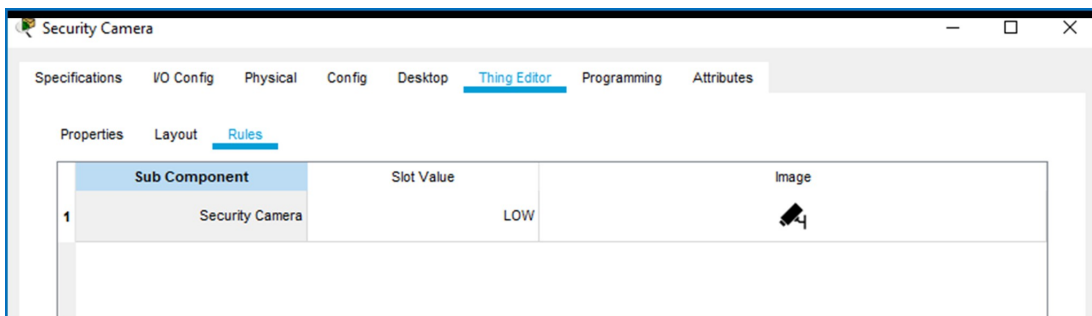 Security Camera
Specifications I/O Config Physical Config Desktop Thing Editor Programming Attributes
Properties Layout Rules
Sub Component Slot Value Image
1 Security Camera LOW